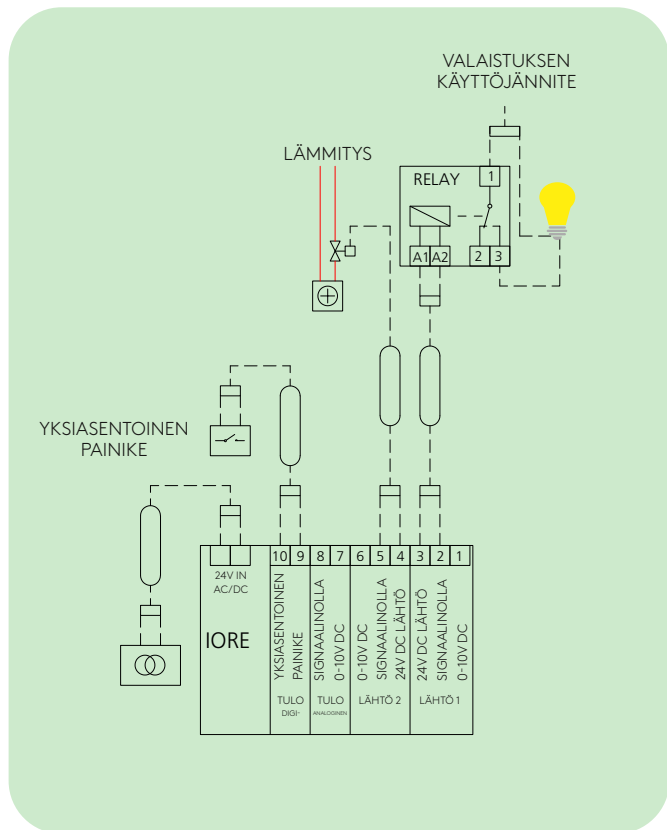 VALAISTUKSEN
KÄYTTÖJÄNNITE
LÄMMITYS
RELAY
1
A1 A2 2 3
YKSIASENTOINEN
PAINIKE
10 9 8 7 6 5 4 3 2 1
24V IN
AC/DC
IORE
YKSIASENTOINEN
PAINIKE
SIGNAALINOLLA
0-10V DC
0-10V DC
SIGNAALINOLLA
24V DC LÄHTÖ
24V DC LÄHTÖ
SIGNAALINOLLA
0-10V DC
TULO
DIGI-
TULO
ANALOGINEN
LÄHTÖ 2
LÄHTÖ 1